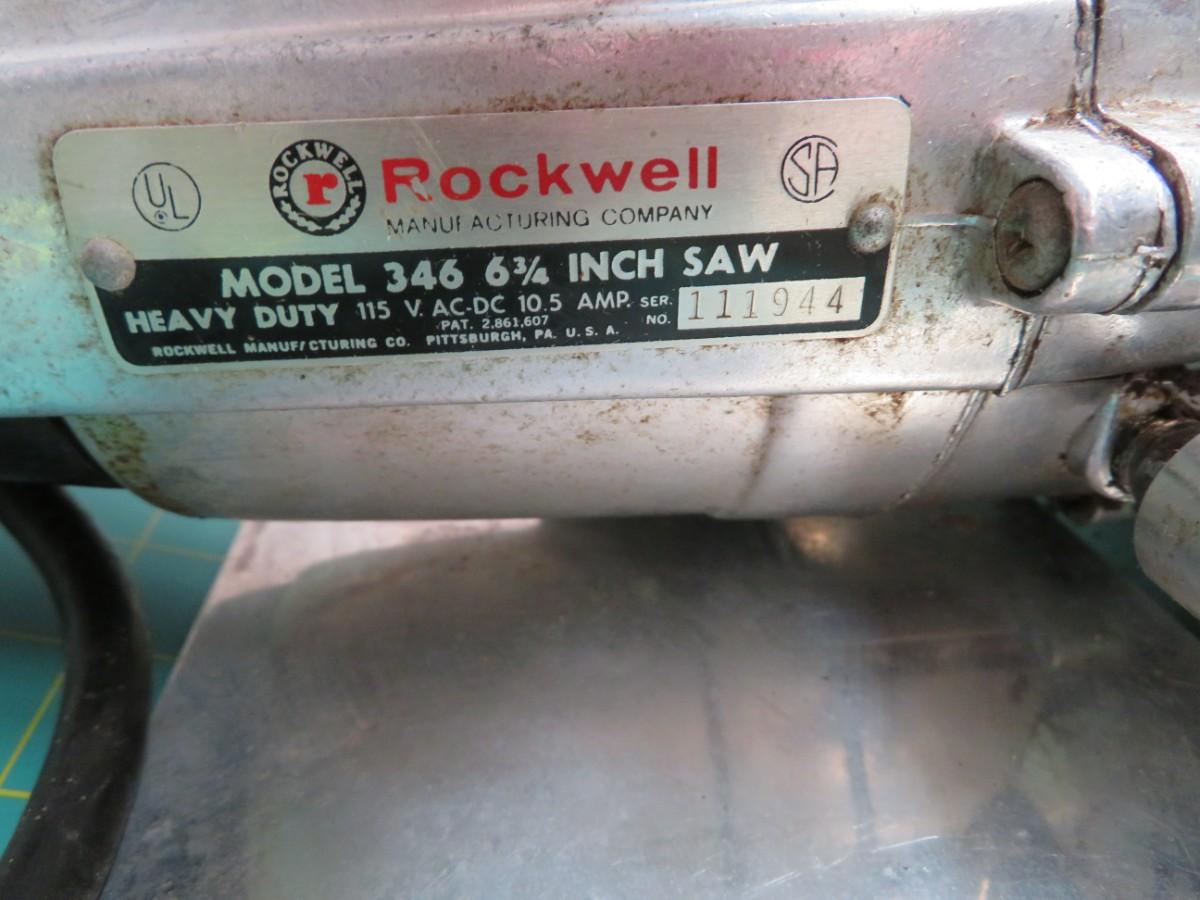 UL
ROCKWELL
r
Rockwell
SA
MANUFACTURING COMPANY
MODEL 346 6¾ INCH SAW
HEAVY DUTY 115 V. AC-DC 10.5 AMP. SER. NO. 111944
PAT. 2,861,607
ROCKWELL MANUFACTURING CO. PITTSBURGH, PA. U.S.A.